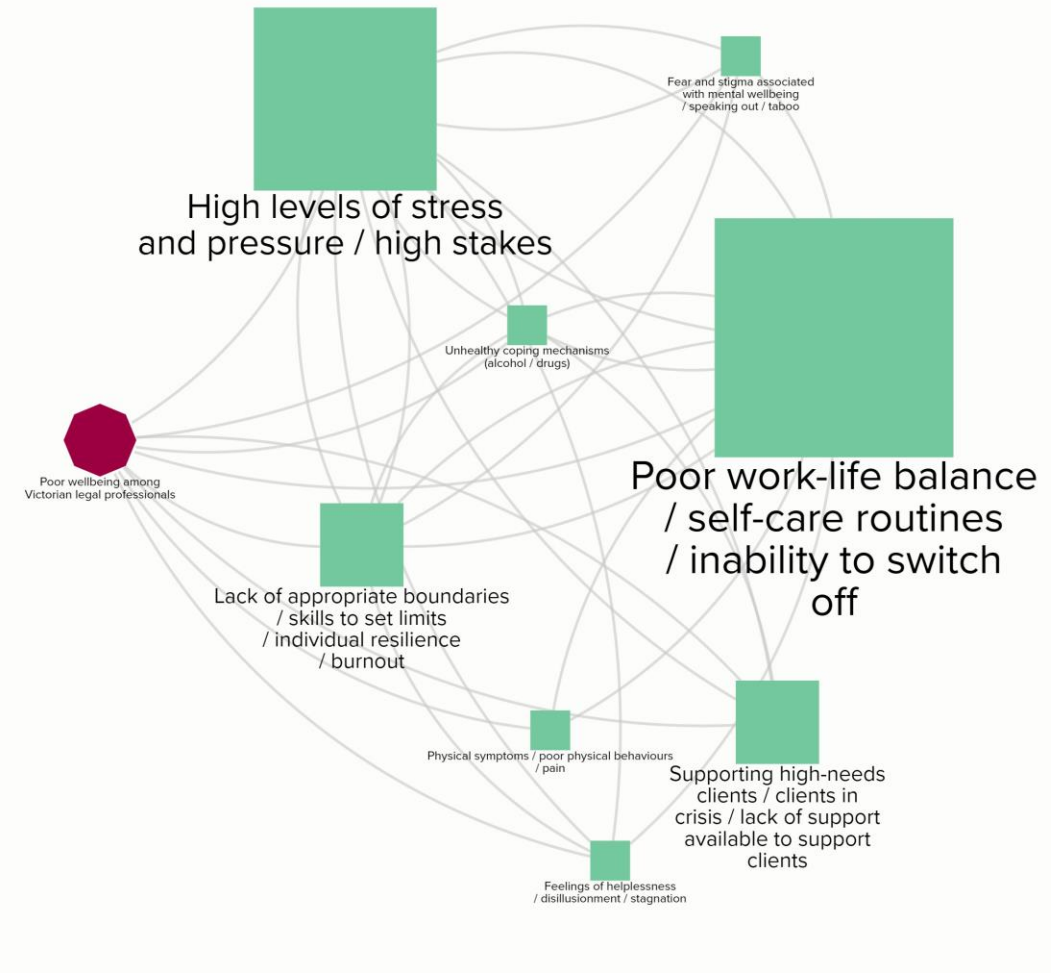 Fear and stigma associated
with mental wellbeing
/ speaking out / taboo
High levels of stress
and pressure / high stakes
Unhealthy coping mechanisms
(alcohol / drugs)
Poor work-life balance
/ self-care routines
/ inability to switch
off
Poor wellbeing among
Victorian legal professionals
Lack of appropriate boundaries
/ skills to set limits
/ individual resilience
/ burnout
Physical symptoms / poor physical behaviours
/ pain
Supporting high-needs
clients / clients in
crisis / lack of support
available to support
clients
Feelings of helplessness
/ disillusionment / stagnation